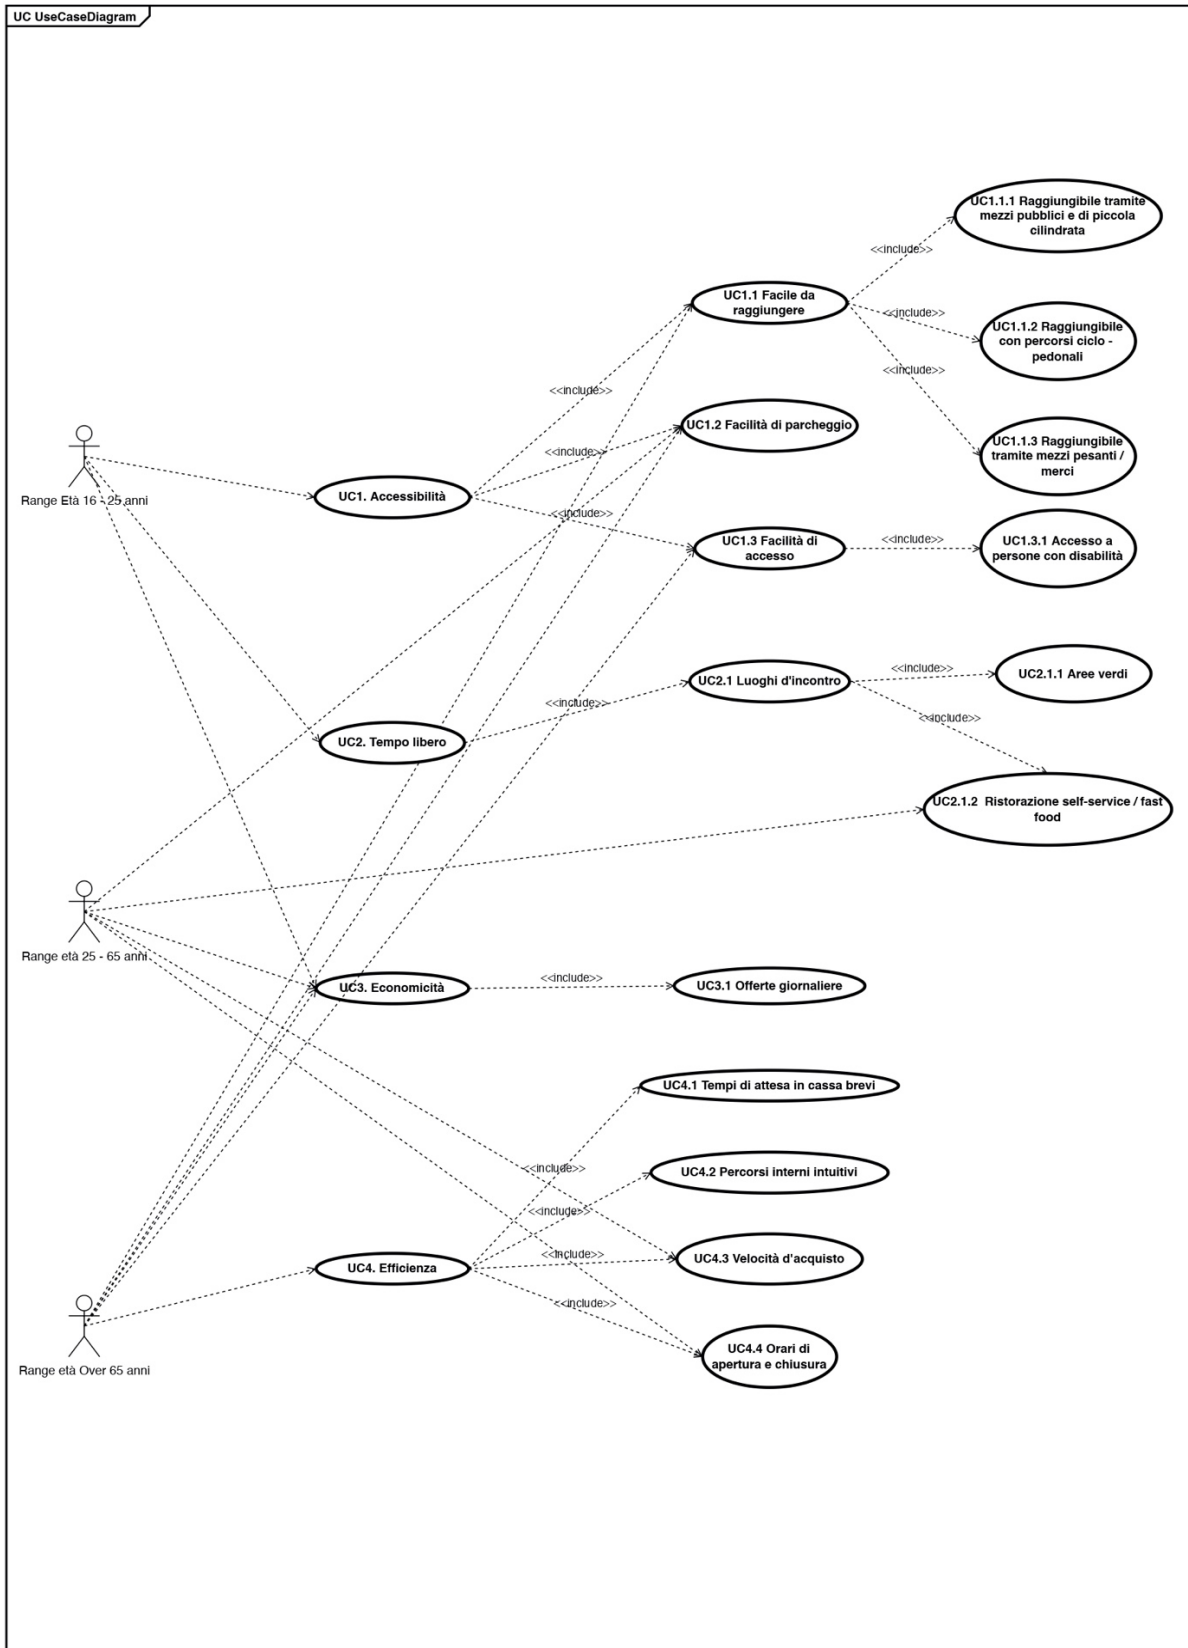 UC UseCaseDiagram
UC1.1.1 Raggiungibile tramite
mezzi pubblici e di piccola
cilindrata
<<include>>
UC1.1 Facile da
raggiungere
<<include>>
UC1.1.2 Raggiungibile
con percorsi ciclo -
pedonali
<<include>>
<<include>>
UC1.2 Facilità di parcheggio
UC1.1.3 Raggiungibile
tramite mezzi pesanti /
merci
<<include>>
Range Età 16 - 25 anni
UC1. Accessibilità
<<include>>
UC1.3 Facilità di
accesso
<<include>>
UC1.3.1 Accesso a
persone con disabilità
UC2.1 Luoghi d'incontro
<<include>>
UC2.1.1 Aree verdi
<<include>>
<<include>>
UC2. Tempo libero
UC2.1.2 Ristorazione self-service / fast
food
Range età 25 - 65 anni
UC3. Economicità
<<include>>
UC3.1 Offerte giornaliere
UC4.1 Tempi di attesa in cassa brevi
<<include>>
UC4.2 Percorsi interni intuitivi
<<include>>
UC4. Efficienza
<<include>>
UC4.3 Velocità d'acquisto
<<include>>
UC4.4 Orari di
apertura e chiusura
Range età Over 65 anni